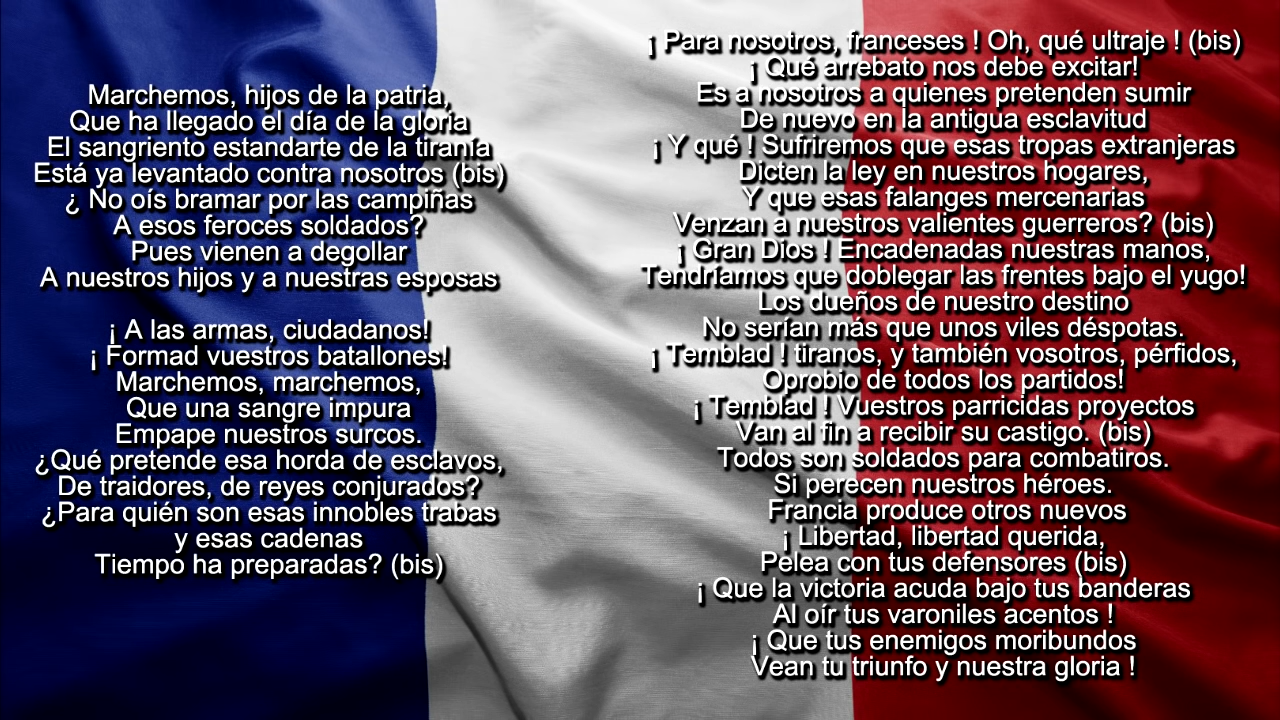 Marchemos, hijos de la patria,
Que ha llegado el día de la gloria
El sangriento estandarte de la tiranía
Está ya levantado contra nosotros (bis)
¿ No oís bramar por las campiñas
A esos feroces soldados?
Pues vienen a degollar
A nuestros hijos y a nuestras esposas

¡ A las armas, ciudadanos!
¡ Formad vuestros batallones!
Marchemos, marchemos,
Que una sangre impura
Empape nuestros surcos.
¿Qué pretende esa horda de esclavos,
De traidores, de reyes conjurados?
¿Para quién son esas innobles trabas
y esas cadenas
Tiempo ha preparadas? (bis)

¡ Para nosotros, franceses ! Oh, qué ultraje ! (bis)
¡ Qué arrebato nos debe excitar!
Es a nosotros a quienes pretenden sumir
De nuevo en la antigua esclavitud
¡ Y qué ! Sufriremos que esas tropas extranjeras
Dicten la ley en nuestros hogares,
Y que esas falanges mercenarias
Venzan a nuestros valientes guerreros? (bis)
¡ Gran Dios ! Encadenadas nuestras manos,
Tendríamos que doblegar las frentes bajo el yugo!
Los dueños de nuestro destino
No serían más que unos viles déspotas.
¡ Temblad ! tiranos, y también vosotros, pérfidos,
Oprobio de todos los partidos!
¡ Temblad ! Vuestros parricidas proyectos
Van al fin a recibir su castigo. (bis)
Todos son soldados para combatiros.
Si perecen nuestros héroes.
Francia produce otros nuevos
¡ Libertad, libertad querida,
Pelea con tus defensores (bis)
¡ Que la victoria acuda bajo tus banderas
Al oír tus varoniles acentos !
¡ Que tus enemigos moribundos
Vean tu triunfo y nuestra gloria !